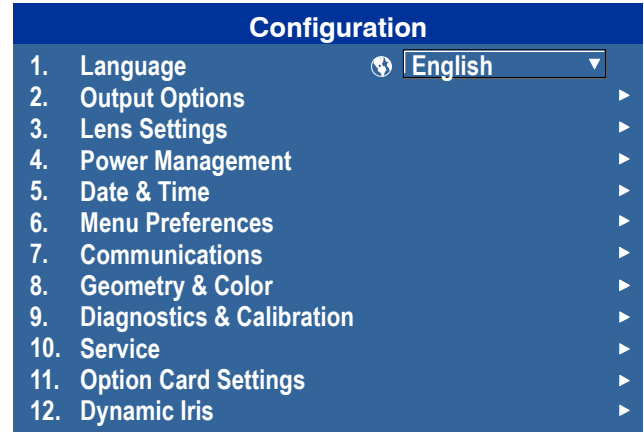 Configuration
1. Language English
2. Output Options
3. Lens Settings
4. Power Management
5. Date & Time
6. Menu Preferences
7. Communications
8. Geometry & Color
9. Diagnostics & Calibration
10. Service
11. Option Card Settings
12. Dynamic Iris